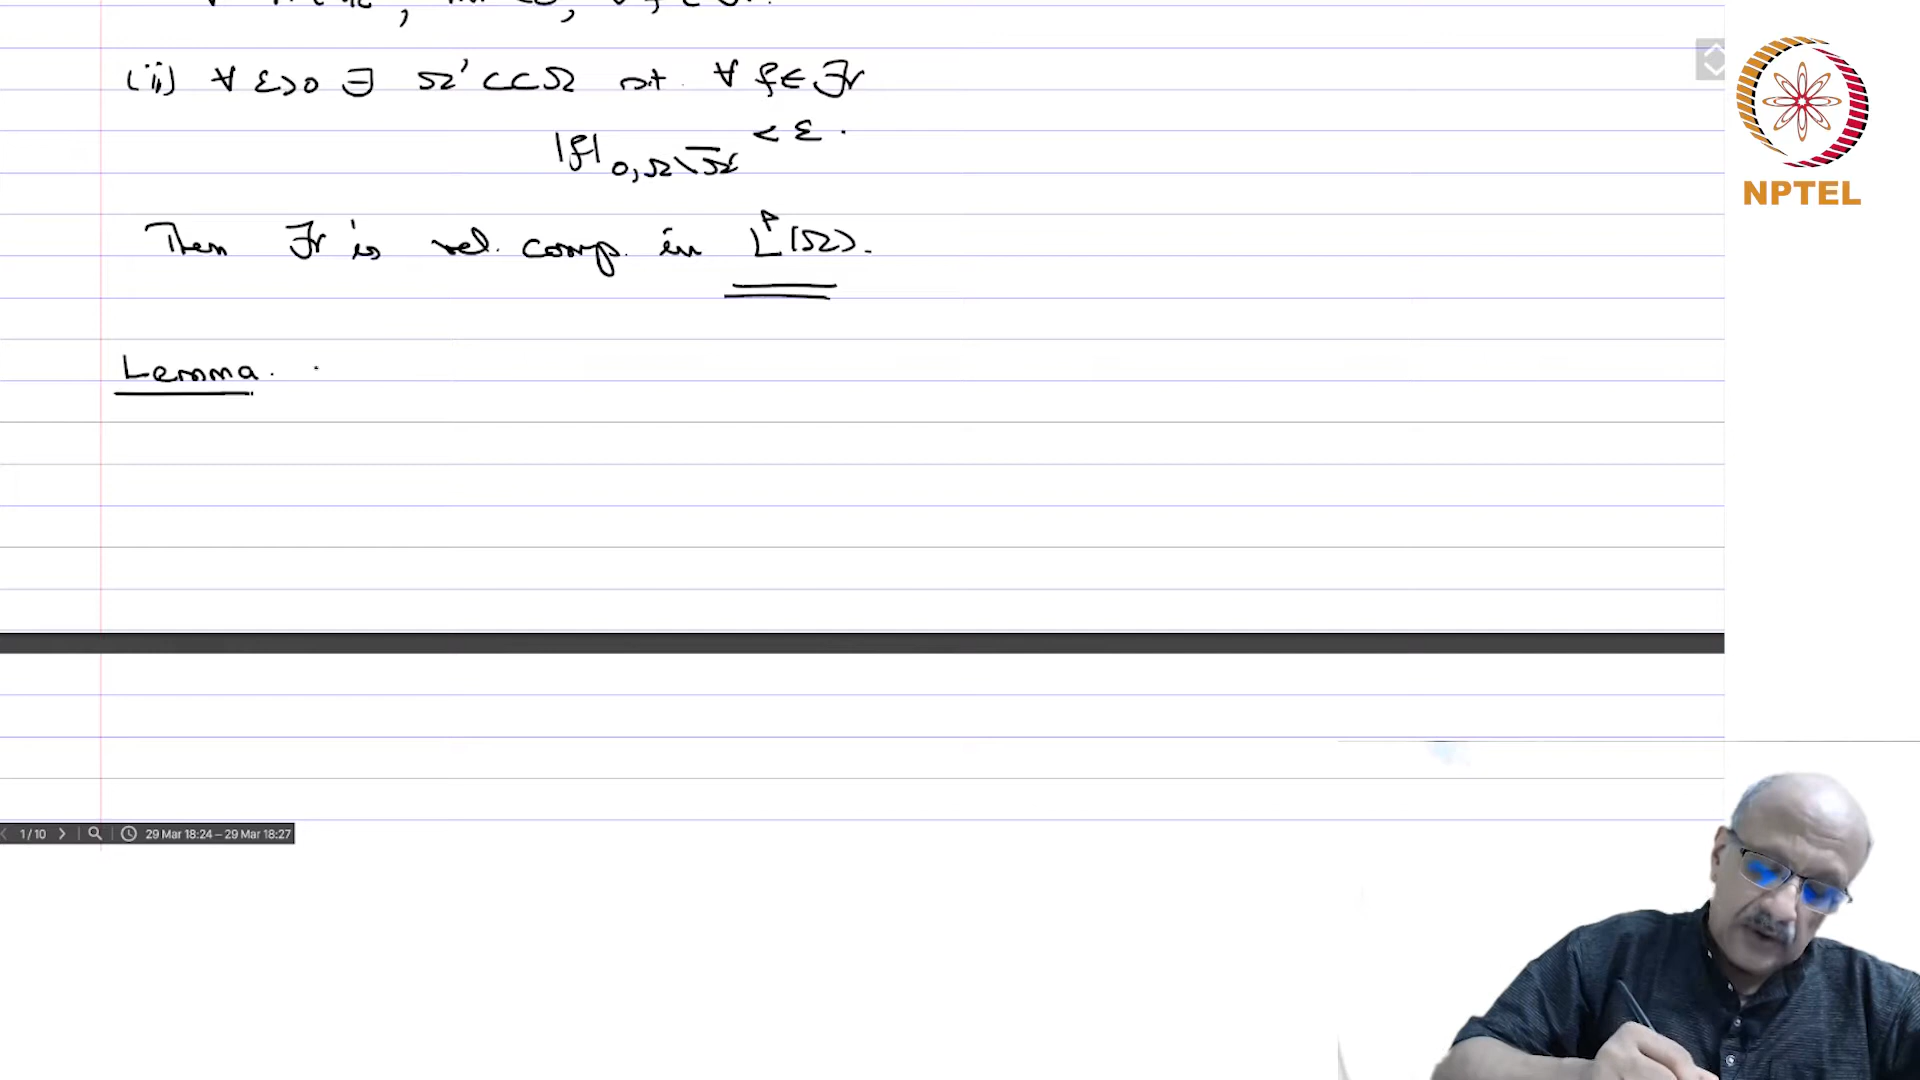 (ii) ∀ ε>0 ∃ Ω' ⊂⊂ Ω s.t. ∀ f ∈ ℱ
|f|₀,Ω\Ω̅' < ε.
Then ℱ is rel. comp. in Lᵖ(Ω).
Lemma.
NPTEL
1/10
29 Mar 18:24 – 29 Mar 18:27